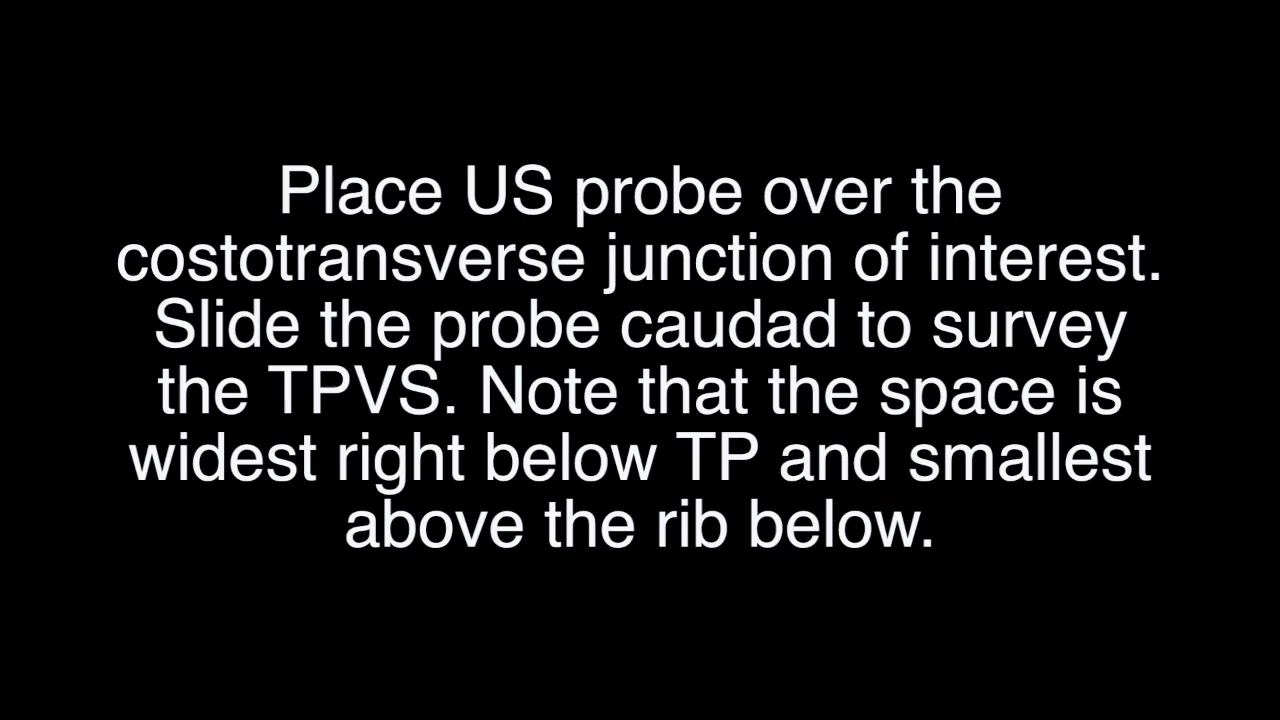 Place US probe over the
costotransverse junction of interest.
Slide the probe caudad to survey
the TPVS. Note that the space is
widest right below TP and smallest
above the rib below.